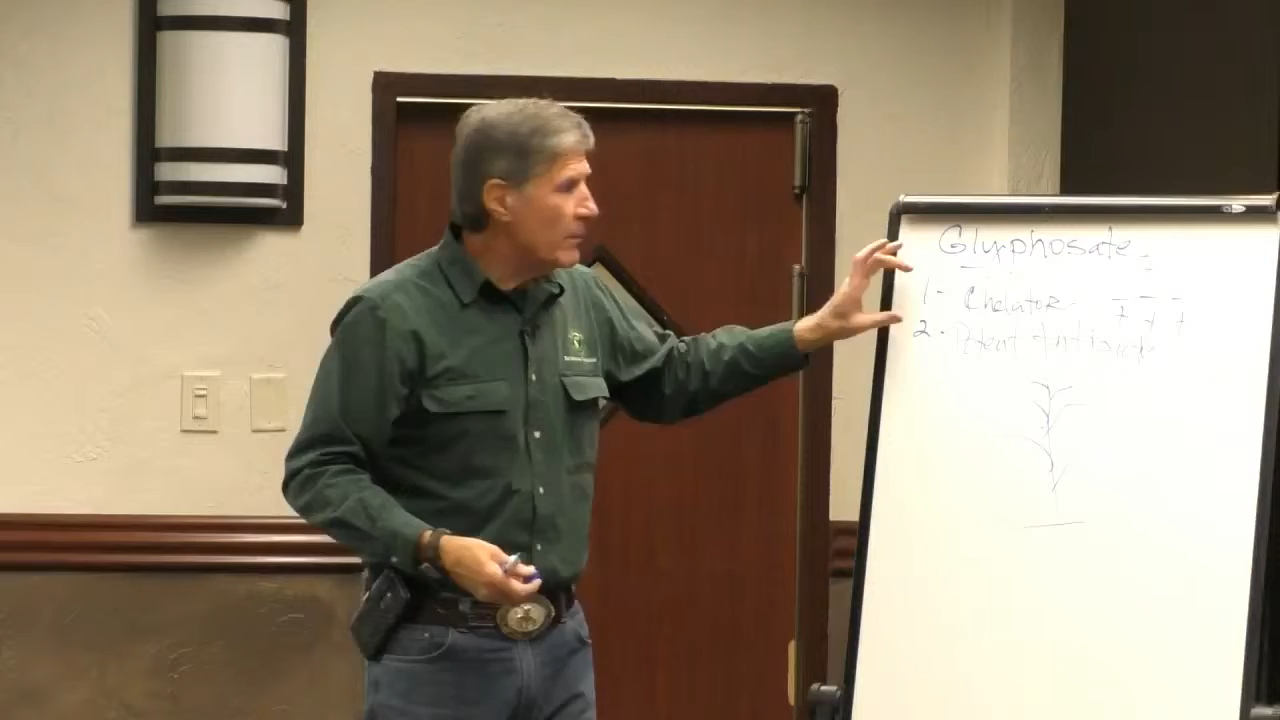 Glyphosate
1- Chelator - + + +
2- Potent Antibiotic